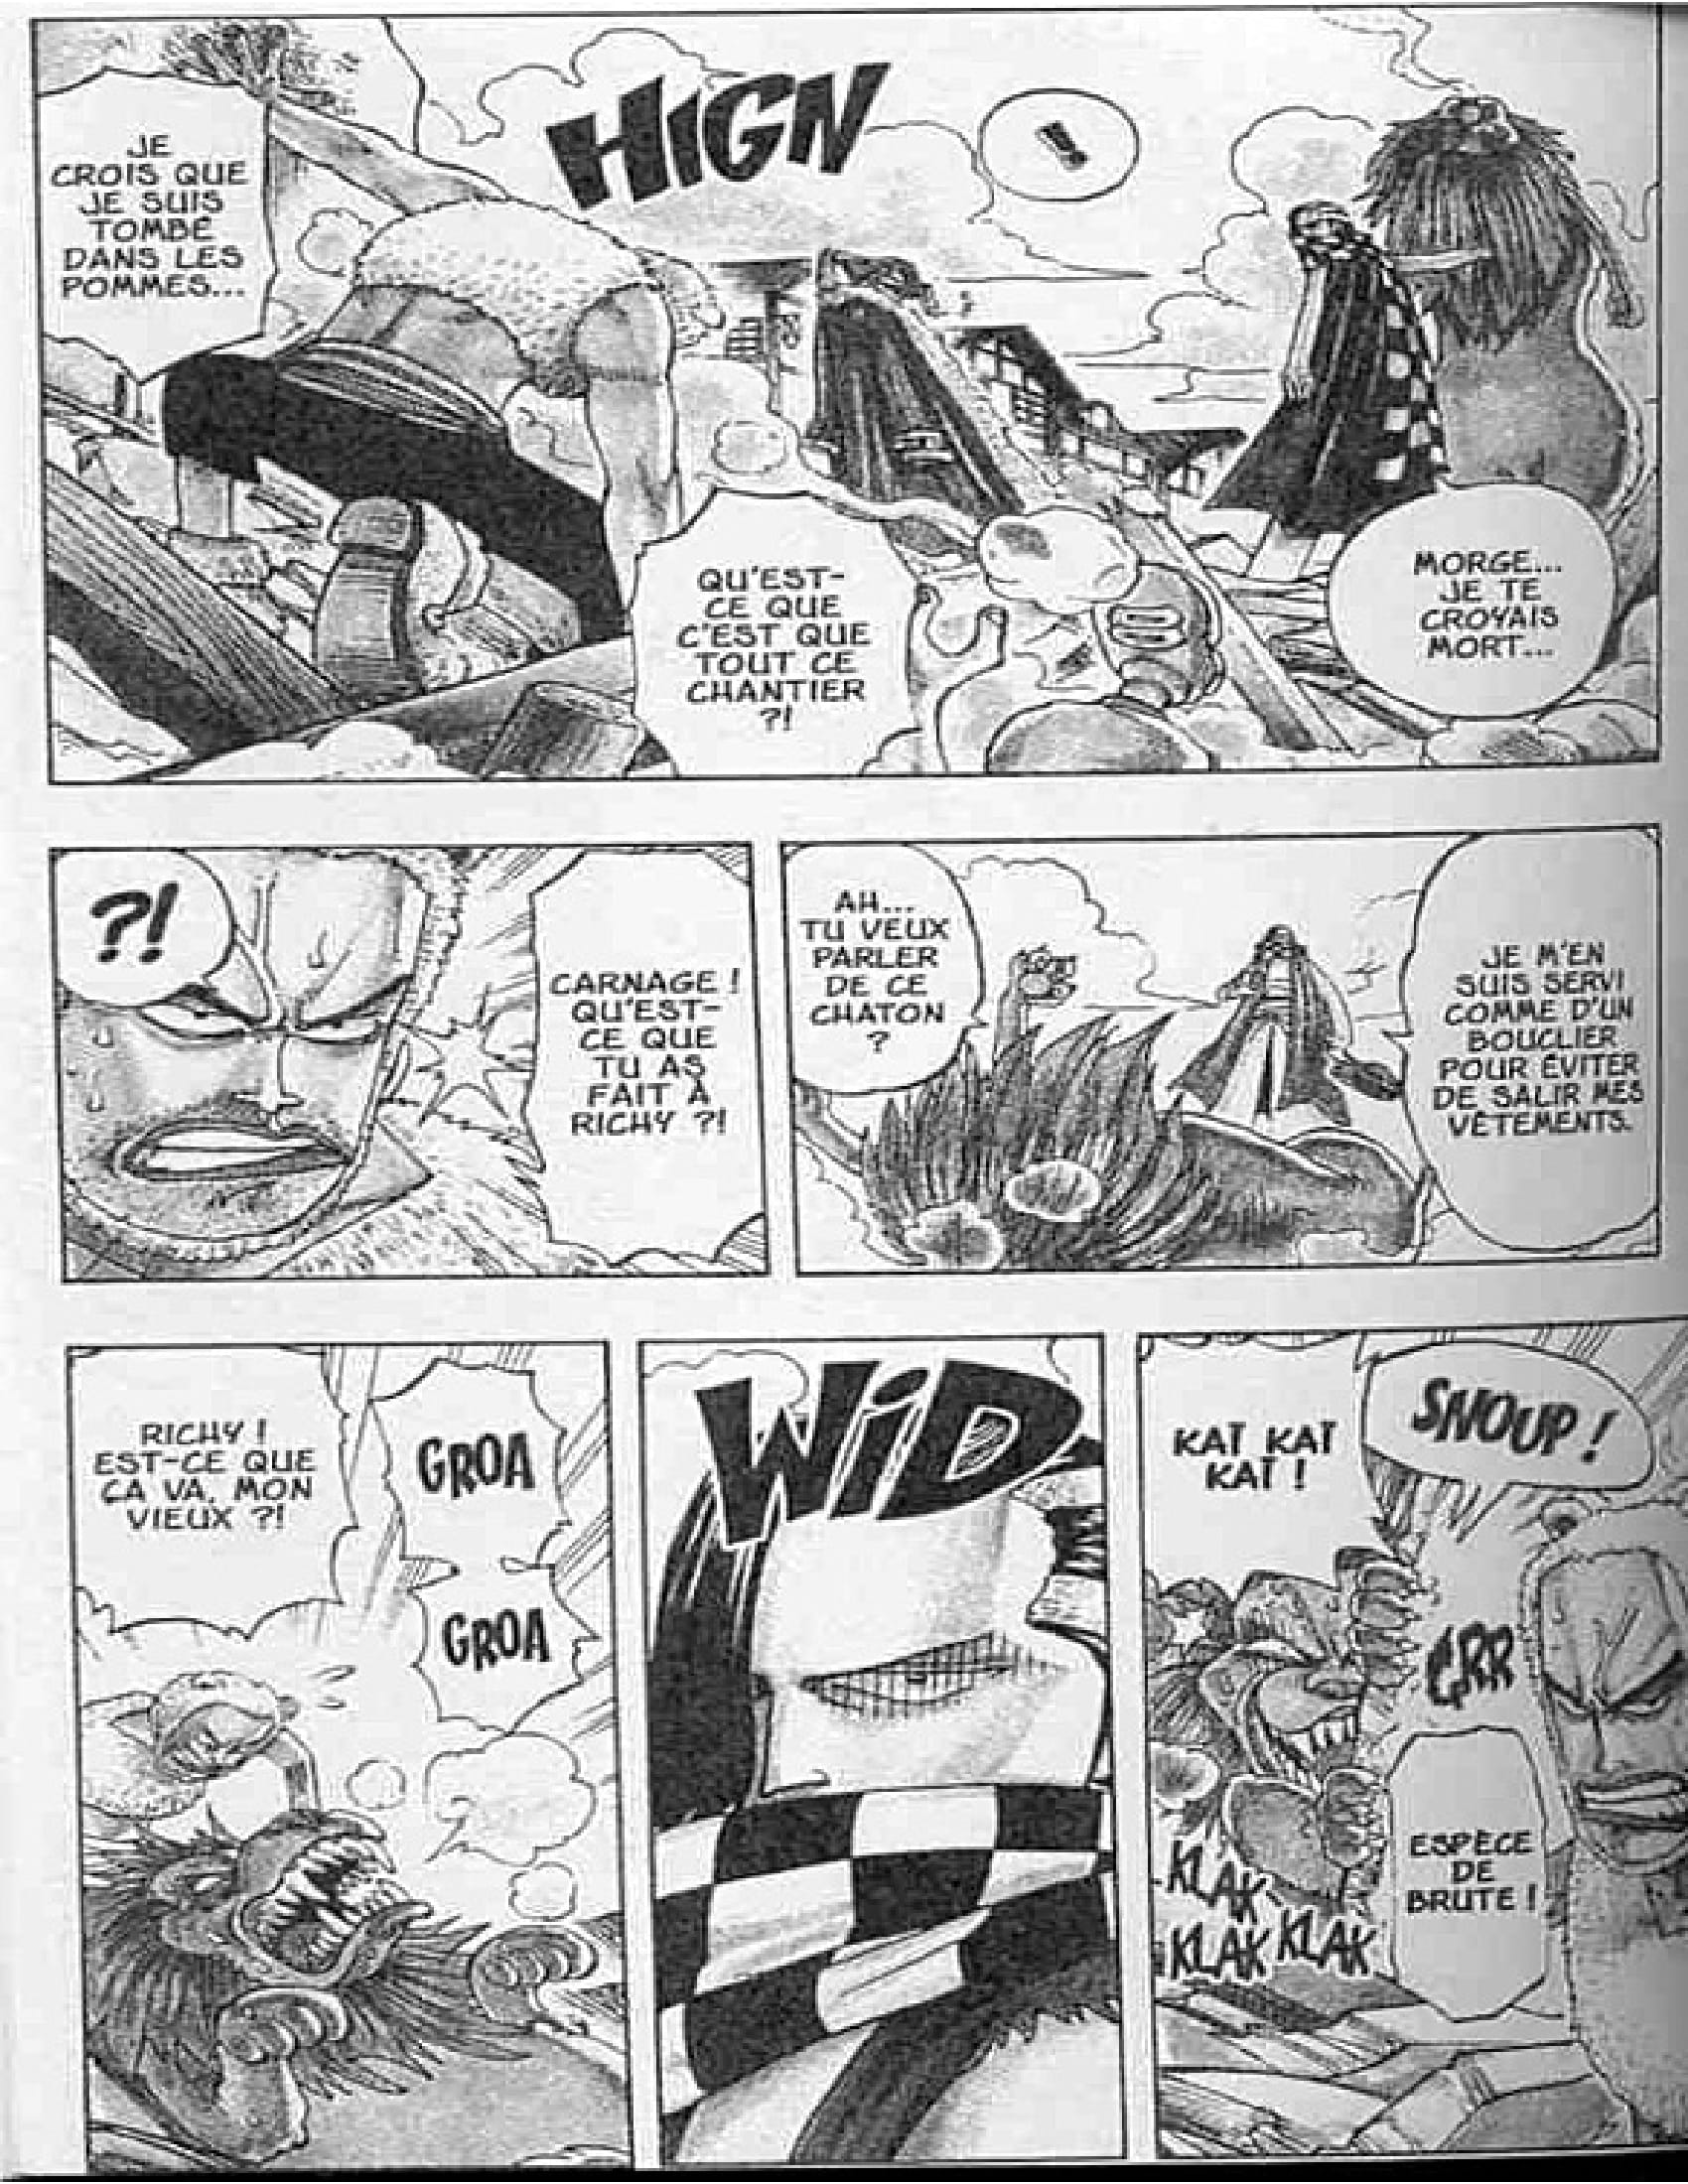 HIGN
!!
JE
CROIS QUE
JE SUIS
TOMBÉ
DANS LES
POMMES...
QU'EST-
CE QUE
C'EST QUE
TOUT CE
CHANTIER
?!
MORGE...
JE TE
CROYAIS
MORT...
?!
CARNAGE !
QU'EST-
CE QUE
TU AS
FAIT À
RICHY ?!
AH...
TU VEUX
PARLER
DE CE
CHATON
?
JE M'EN
SUIS SERVI
COMME D'UN
BOUCLIER
POUR ÉVITER
DE SALIR MES
VÊTEMENTS.
RICHY !
EST-CE QUE
ÇA VA, MON
VIEUX ?!
GROA
GROA
WiD
KAÏ KAÏ
KAÏ !
SNOUP !
GRR
ESPÈCE
DE
BRUTE !
KLAK
KLAK KLAK